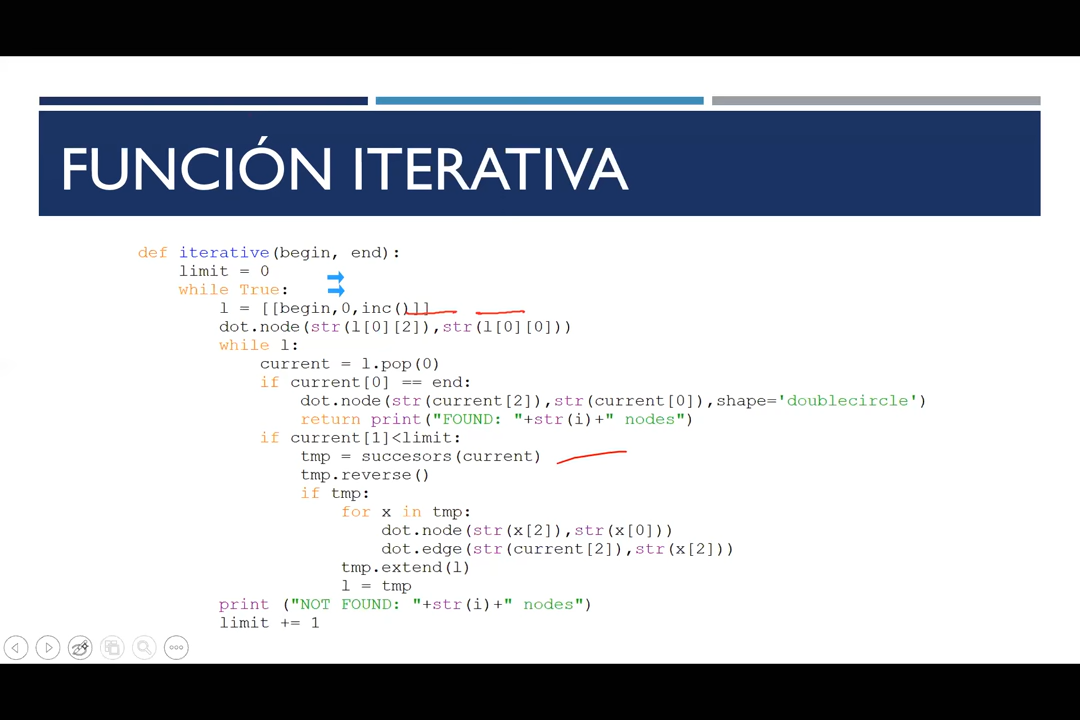 FUNCIÓN ITERATIVA
def iterative(begin, end):
    limit = 0
    while True:
        l = [[begin,0,inc()]]
        dot.node(str(l[0][2]),str(l[0][0]))
        while l:
            current = l.pop(0)
            if current[0] == end:
                dot.node(str(current[2]),str(current[0]),shape='doublecircle')
                return print("FOUND: "+str(i)+" nodes")
            if current[1]<limit:
                tmp = succesors(current)
                tmp.reverse()
                if tmp:
                    for x in tmp:
                        dot.node(str(x[2]),str(x[0]))
                        dot.edge(str(current[2]),str(x[2]))
                    tmp.extend(l)
                    l = tmp
        print ("NOT FOUND: "+str(i)+" nodes")
        limit += 1